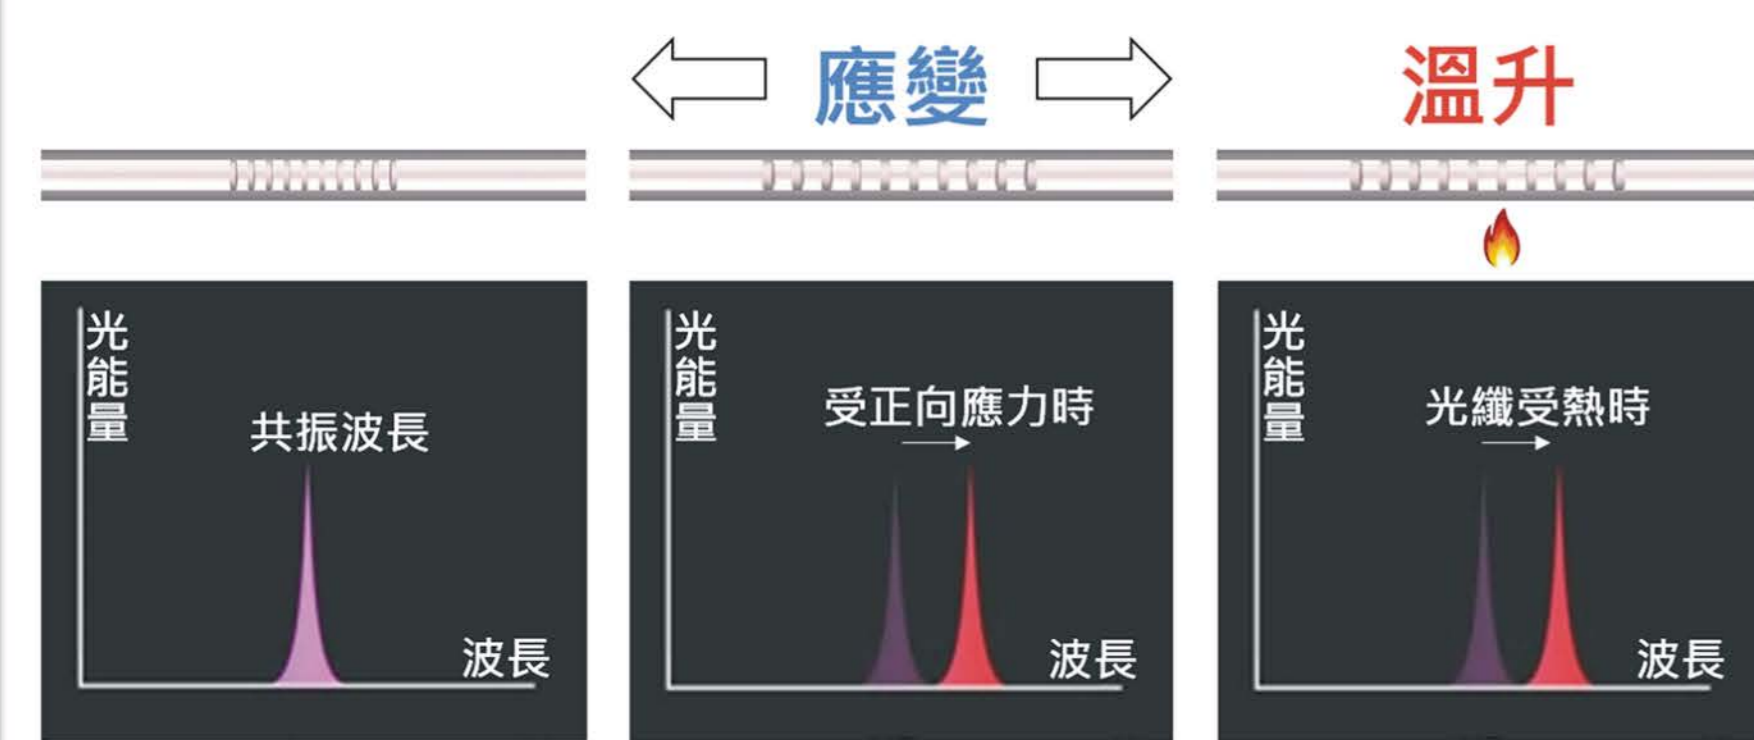 應變
溫升
光能量
共振波長
波長
光能量
受正向應力時
波長
光能量
光纖受熱時
波長